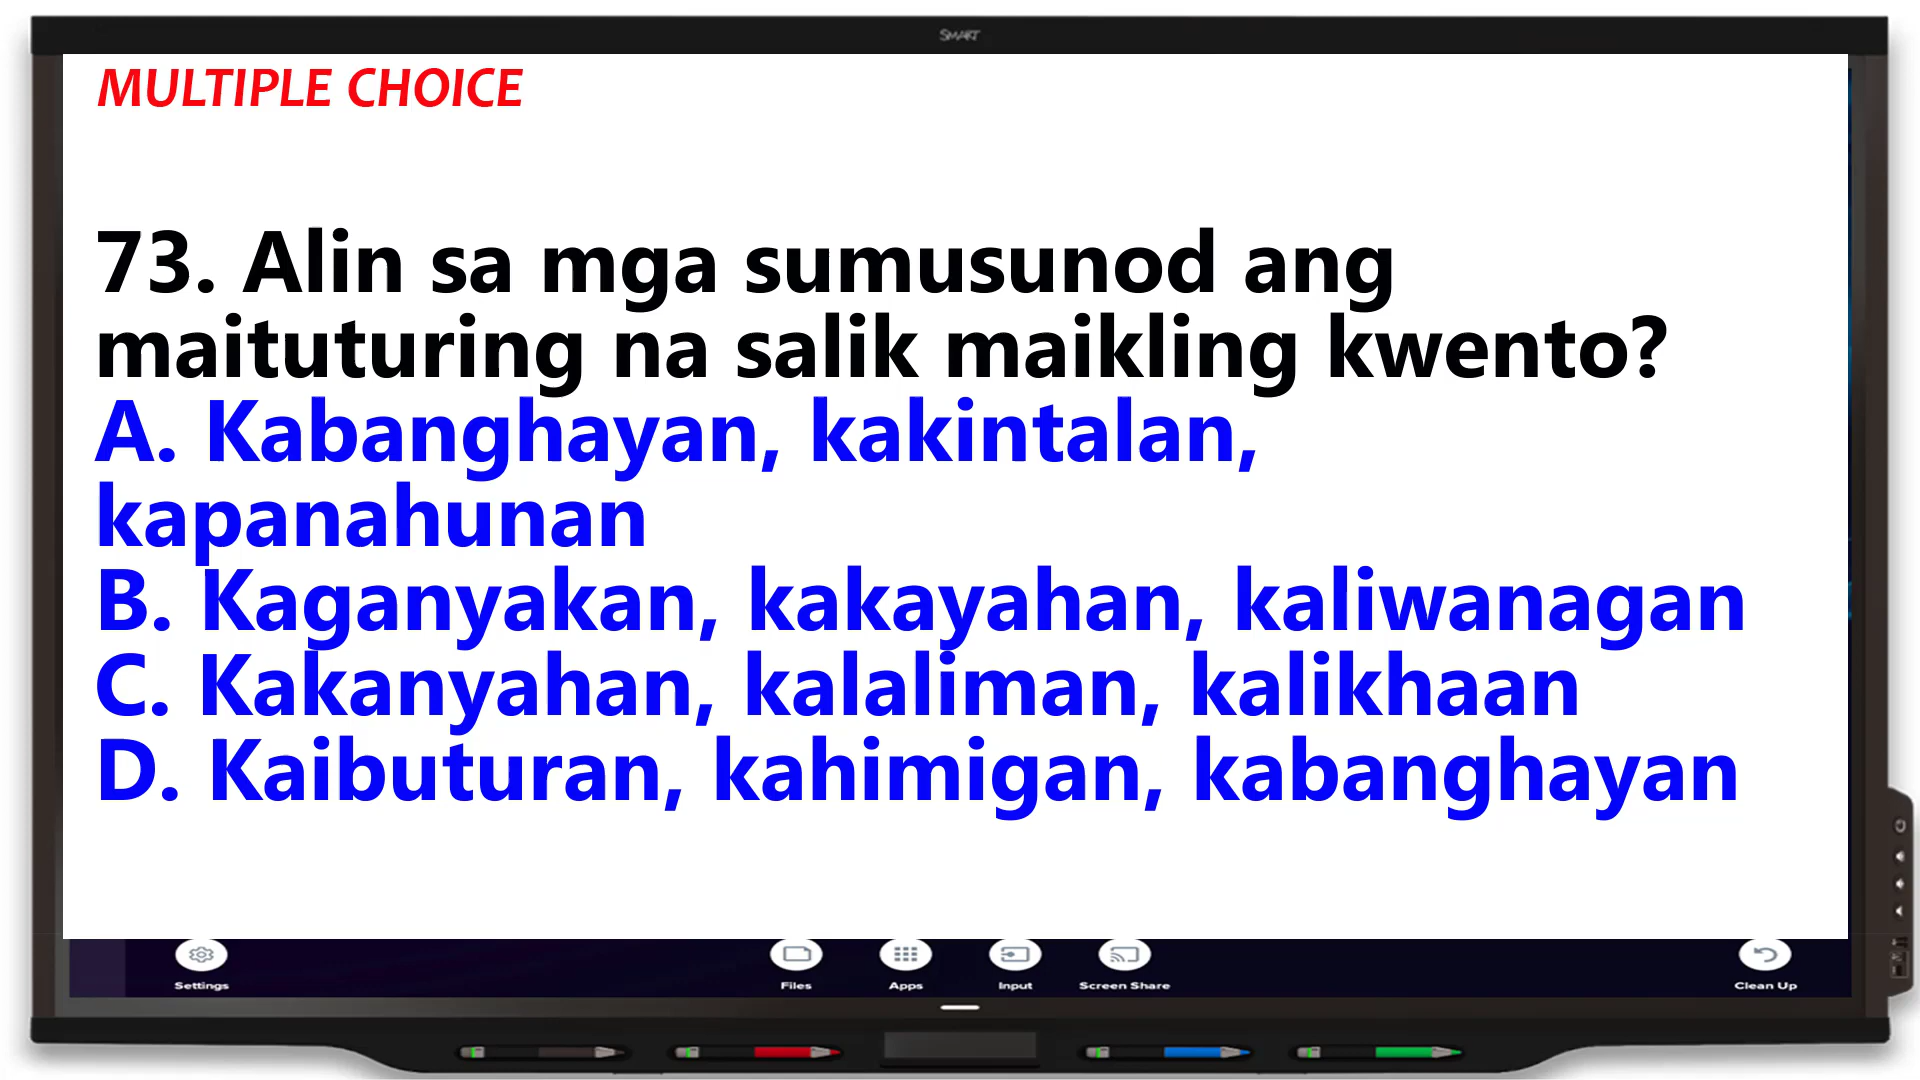 SMART
MULTIPLE CHOICE
73. Alin sa mga sumusunod ang
maituturing na salik maikling kwento?
A. Kabanghayan, kakintalan,
kapanahunan
B. Kaganyakan, kakayahan, kaliwanagan
C. Kakanyahan, kalaliman, kalikhaan
D. Kaibuturan, kahimigan, kabanghayan
Settings
Files
Apps
Input
Screen Share
Clean Up